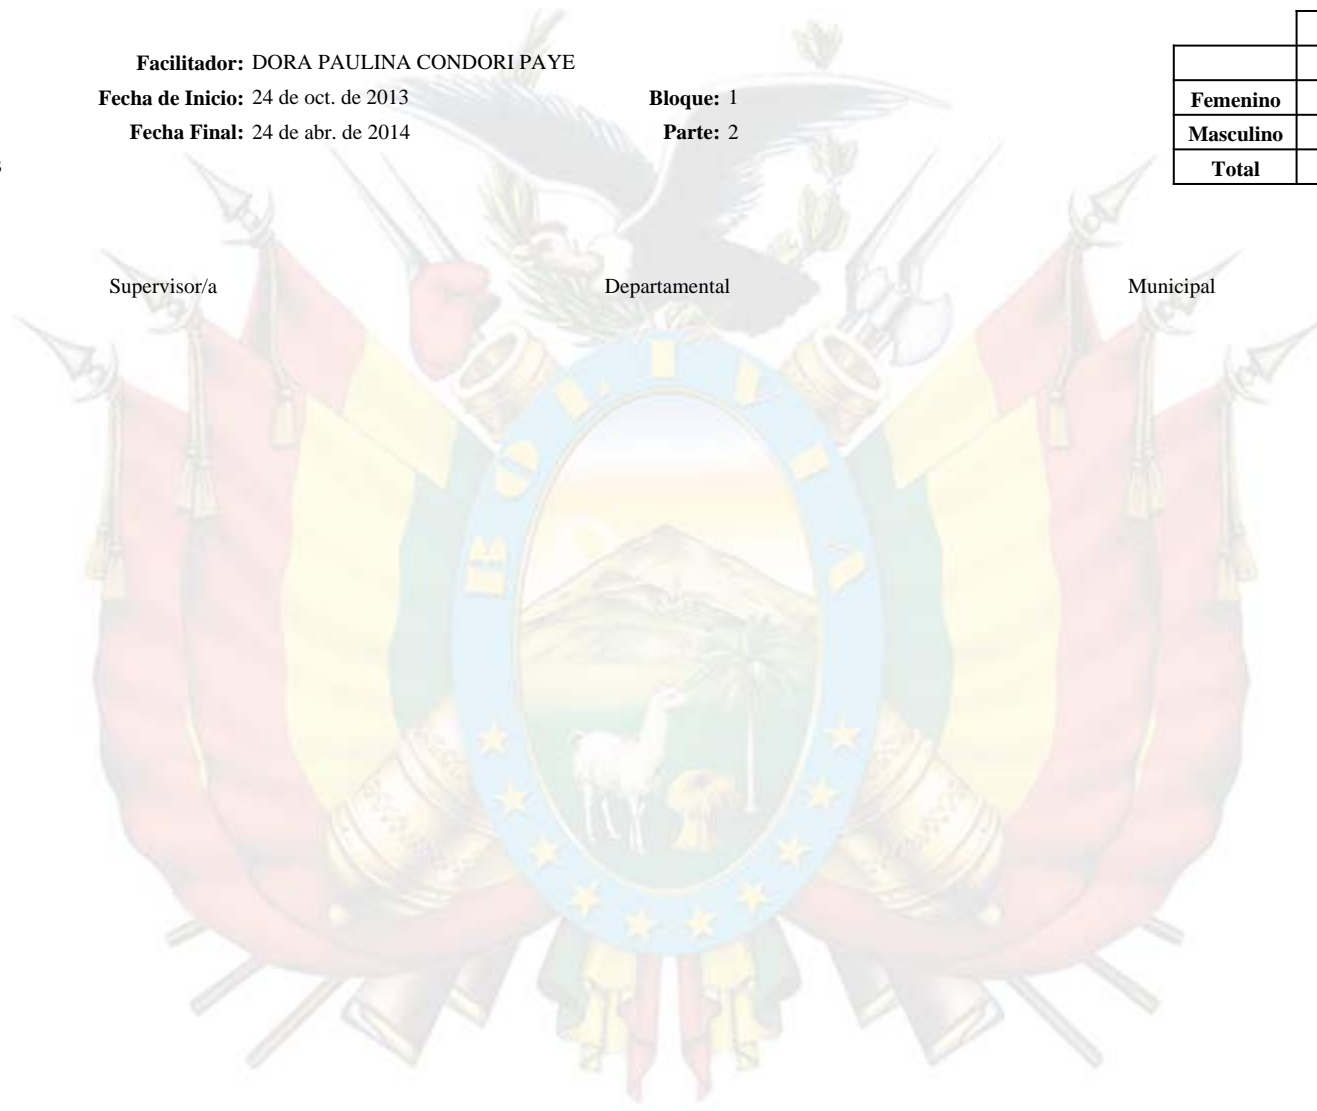 Facilitador: DORA PAULINA CONDORI PAYE
Fecha de Inicio: 24 de oct. de 2013 Bloque: 1
Fecha Final: 24 de abr. de 2014 Parte: 2
Femenino
Masculino
Total
Supervisor/a Departamental Municipal
BOLIVIA